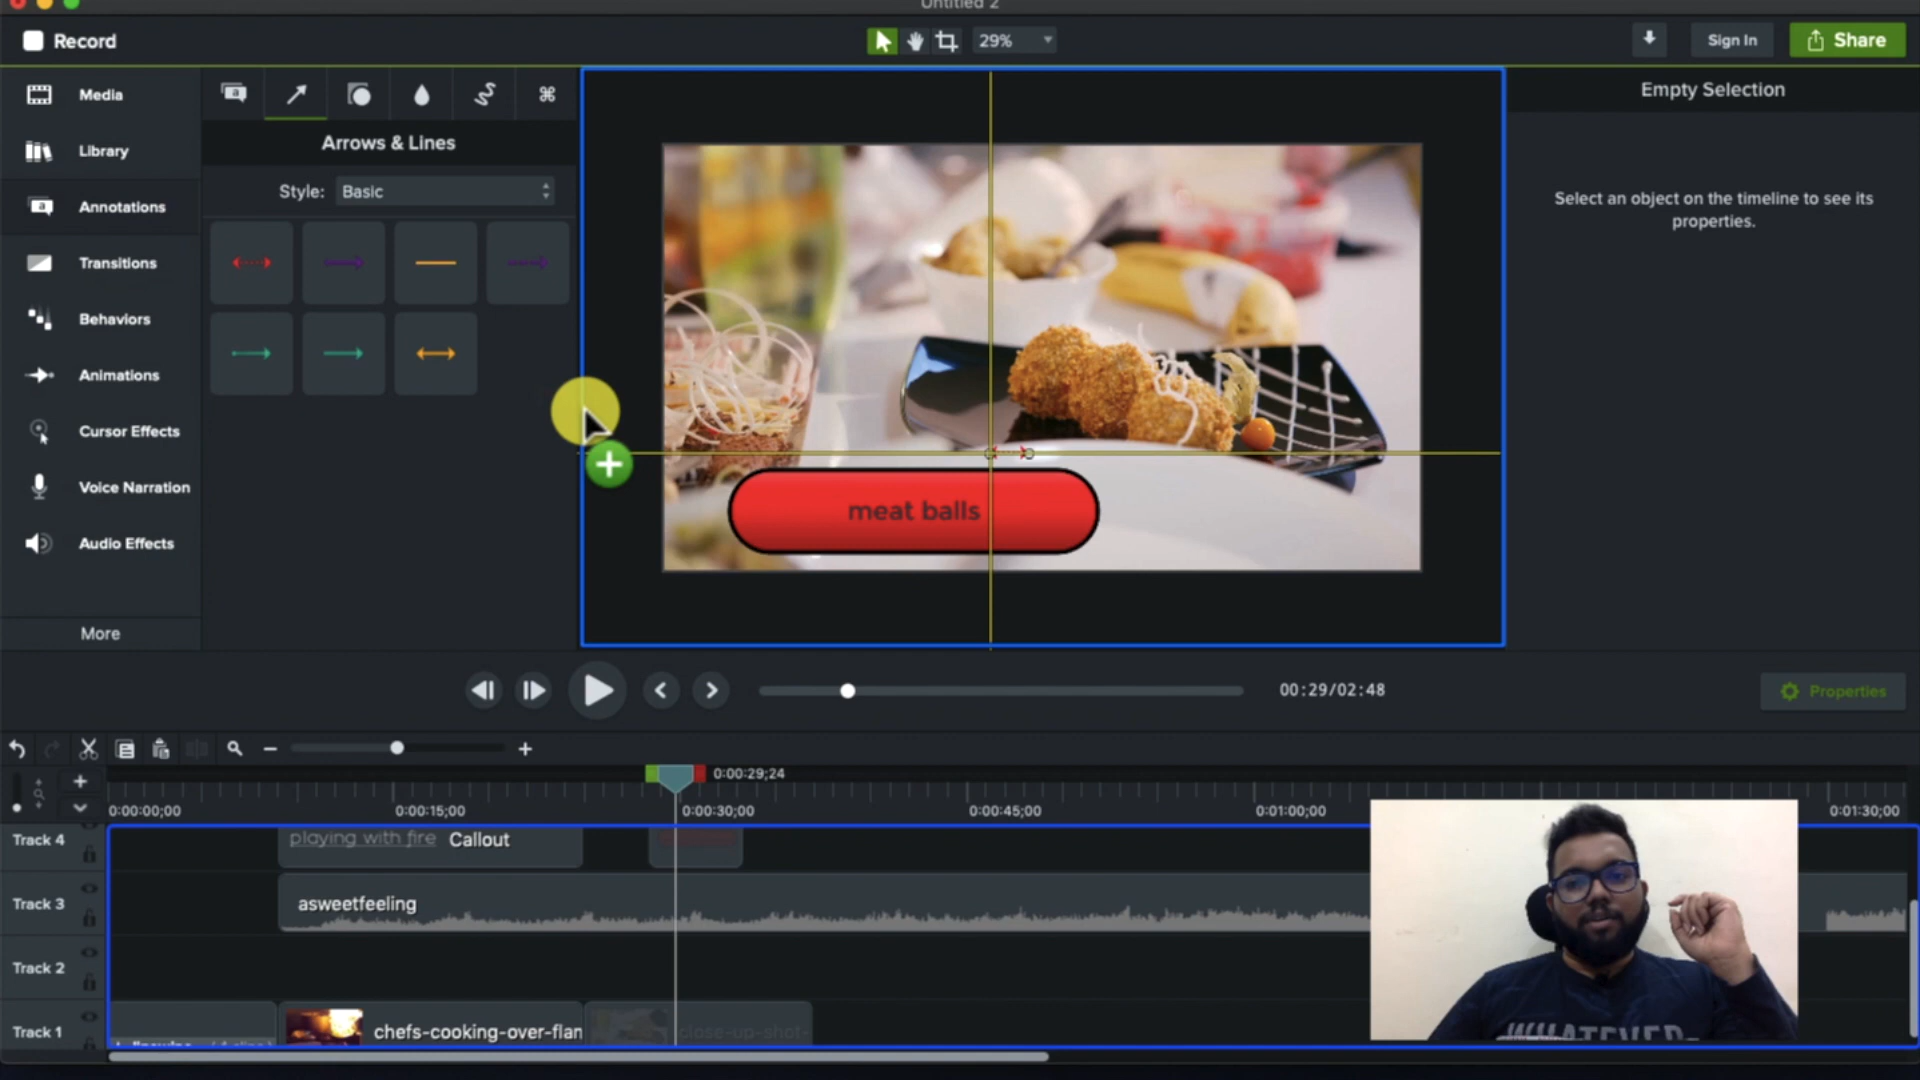 Untitled 2
Record
29%
Sign In
Share
Media
Library
Annotations
Transitions
Behaviors
Animations
Cursor Effects
Voice Narration
Audio Effects
More
Arrows & Lines
Style: Basic
meat balls
Empty Selection
Select an object on the timeline to see its
properties.
00:29/02:48
Properties
0:00:29;24
0:00:00;00
0:00:15;00
0:00:30;00
0:00:45;00
0:01:00;00
0:01:30;00
Track 4
playing with fire Callout
Track 3
asweetfeeling
Track 2
Track 1
chefs-cooking-over-flan
close-up-shot-
WHATEVER